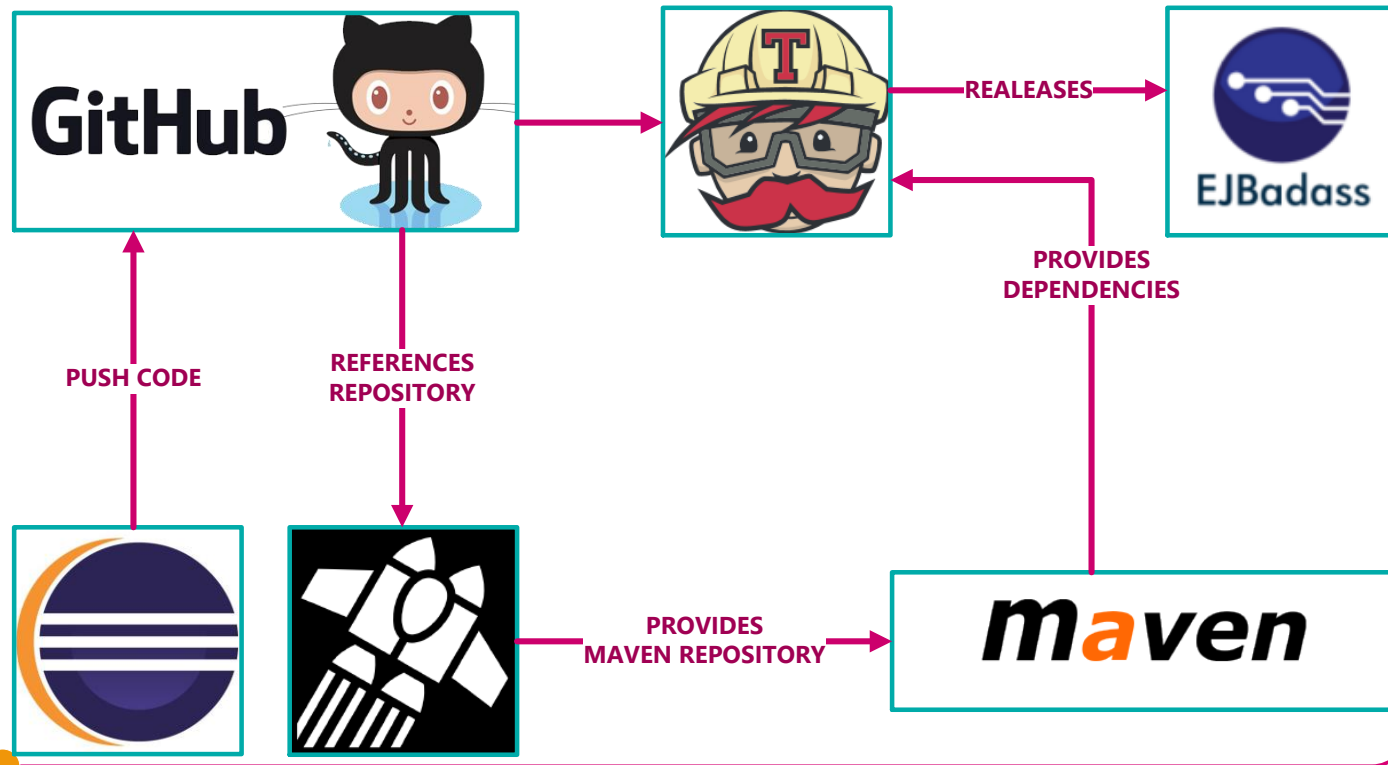 GitHub
T
REALEASES
EJBadass
PROVIDES
DEPENDENCIES
PUSH CODE
REFERENCES
REPOSITORY
PROVIDES
MAVEN REPOSITORY
maven